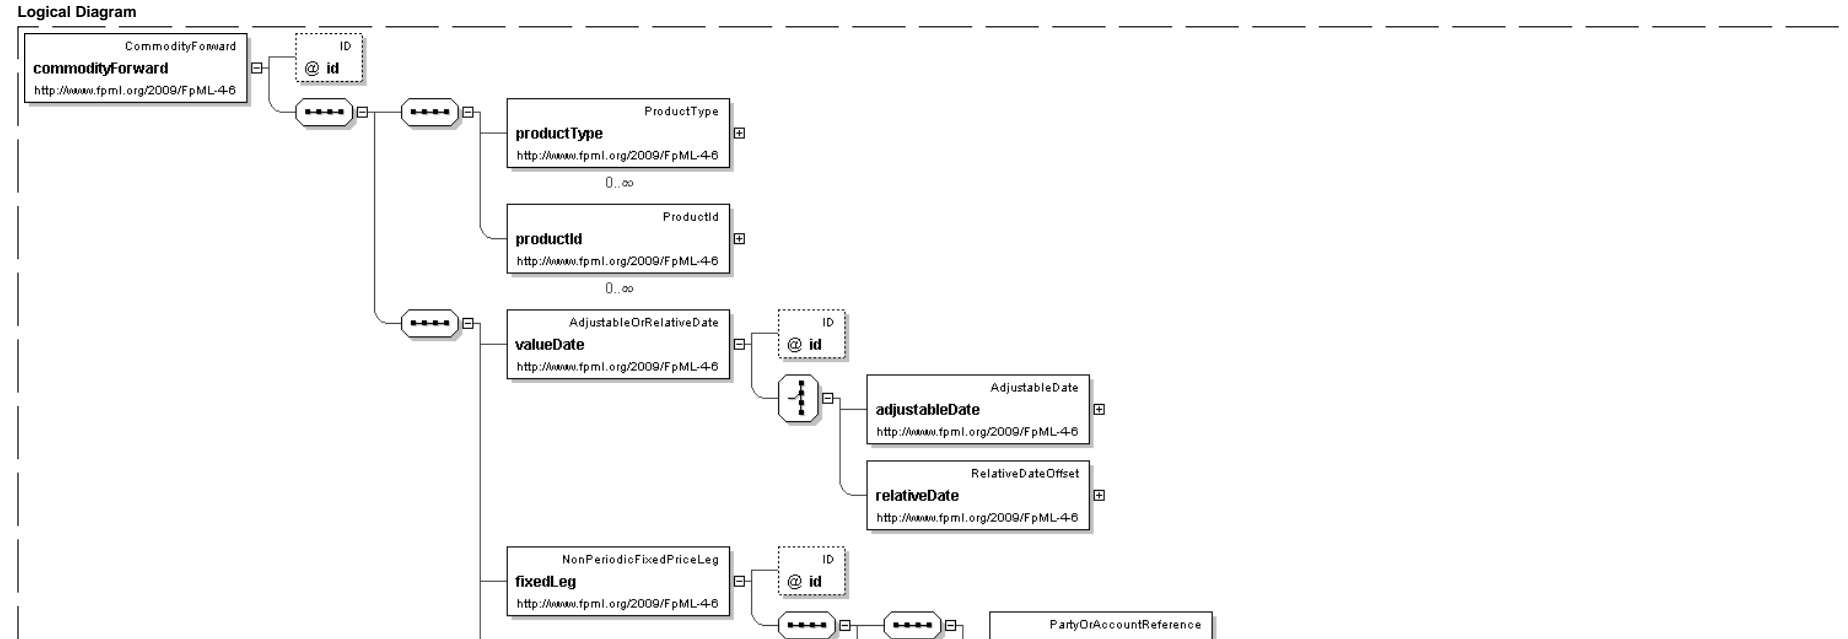 Logical Diagram
CommodityForward
commodityForward
http://www.fpml.org/2009/FpML-4-6
ID
@ id
ProductType
productType
http://www.fpml.org/2009/FpML-4-6
0..∞
ProductId
productId
http://www.fpml.org/2009/FpML-4-6
0..∞
AdjustableOrRelativeDate
valueDate
http://www.fpml.org/2009/FpML-4-6
ID
@ id
AdjustableDate
adjustableDate
http://www.fpml.org/2009/FpML-4-6
RelativeDateOffset
relativeDate
http://www.fpml.org/2009/FpML-4-6
NonPeriodicFixedPriceLeg
fixedLeg
http://www.fpml.org/2009/FpML-4-6
ID
@ id
PartyOrAccountReference